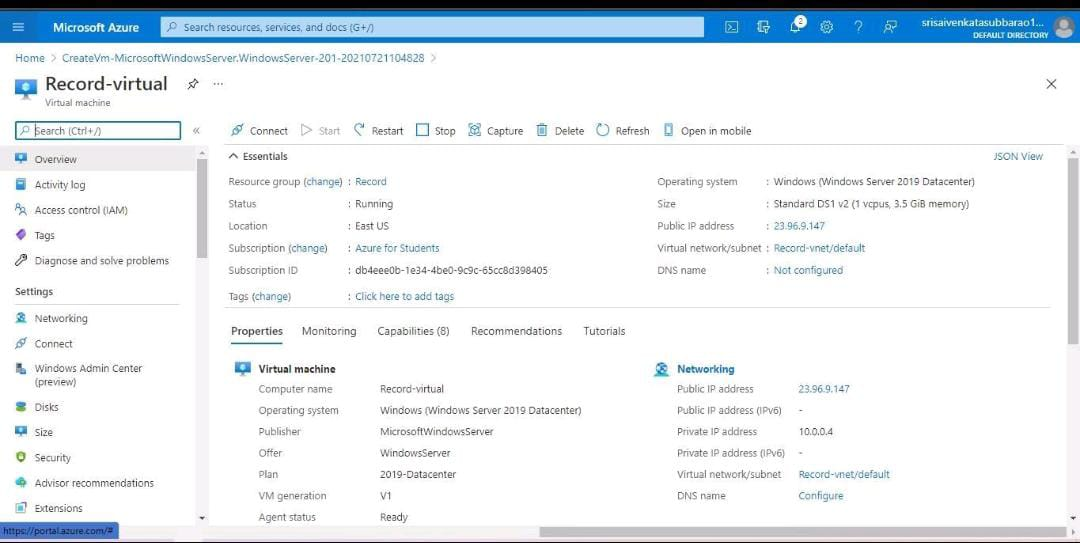 Microsoft Azure
Search resources, services, and docs (G+/)
2
srisaivenkatasubbarao1...
DEFAULT DIRECTORY
Home > CreateVm-MicrosoftWindowsServer.WindowsServer-201-20210721104828 >
Record-virtual
Virtual machine
Search (Ctrl+/)
Connect Start Restart Stop Capture Delete Refresh Open in mobile
Overview
Activity log
Access control (IAM)
Tags
Diagnose and solve problems
Settings
Networking
Connect
Windows Admin Center
(preview)
Disks
Size
Security
Advisor recommendations
Extensions
https://portal.azure.com/#
Essentials
JSON View
Resource group (change) : Record
Status : Running
Location : East US
Subscription (change) : Azure for Students
Subscription ID : db4eee0b-1e34-4be0-9c9c-65cc8d398405
Tags (change) : Click here to add tags
Operating system : Windows (Windows Server 2019 Datacenter)
Size : Standard DS1 v2 (1 vcpus, 3.5 GiB memory)
Public IP address : 23.96.9.147
Virtual network/subnet : Record-vnet/default
DNS name : Not configured
Properties Monitoring Capabilities (8) Recommendations Tutorials
Virtual machine
Computer name Record-virtual
Operating system Windows (Windows Server 2019 Datacenter)
Publisher MicrosoftWindowsServer
Offer WindowsServer
Plan 2019-Datacenter
VM generation V1
Agent status Ready
Networking
Public IP address 23.96.9.147
Public IP address (IPv6) -
Private IP address 10.0.0.4
Private IP address (IPv6) -
Virtual network/subnet Record-vnet/default
DNS name Configure